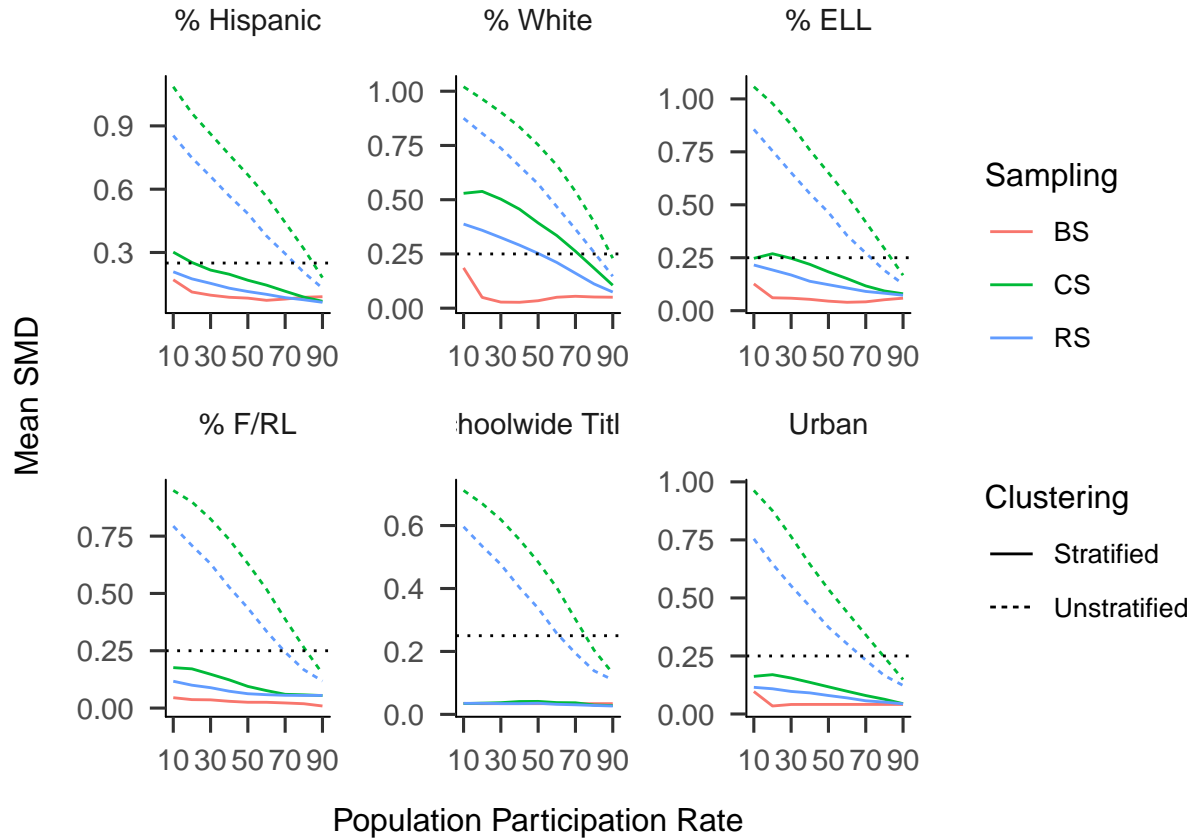 % Hispanic
% White
% ELL
0.9
0.6
0.3
1.00
0.75
0.50
0.25
0.00
1.00
0.75
0.50
0.25
0.00
10 30 50 70 90
10 30 50 70 90
10 30 50 70 90
% F/RL
hoolwide Titl
Urban
0.75
0.50
0.25
0.00
0.6
0.4
0.2
0.0
1.00
0.75
0.50
0.25
0.00
10 30 50 70 90
10 30 50 70 90
10 30 50 70 90
Mean SMD
Population Participation Rate
Sampling
BS
CS
RS
Clustering
Stratified
Unstratified